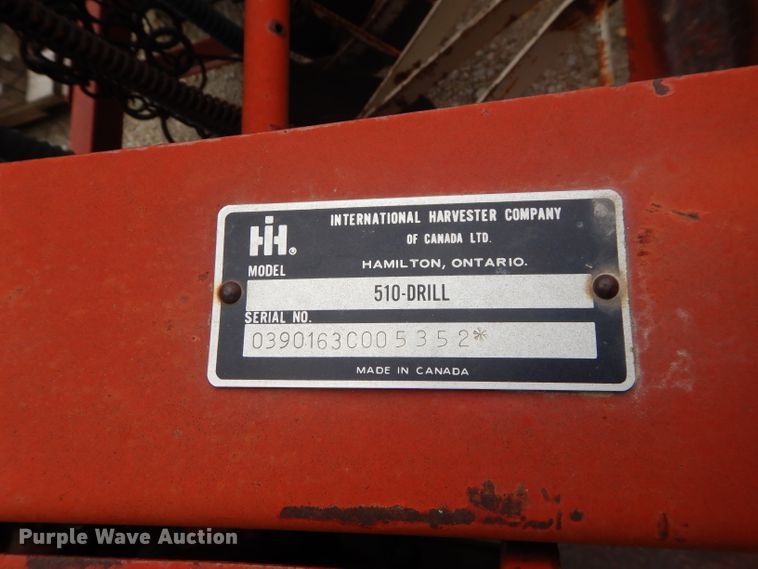 IH® INTERNATIONAL HARVESTER COMPANY
OF CANADA LTD.
HAMILTON, ONTARIO.
MODEL
510-DRILL
SERIAL NO.
0390163C005352*
MADE IN CANADA
Purple Wave Auction